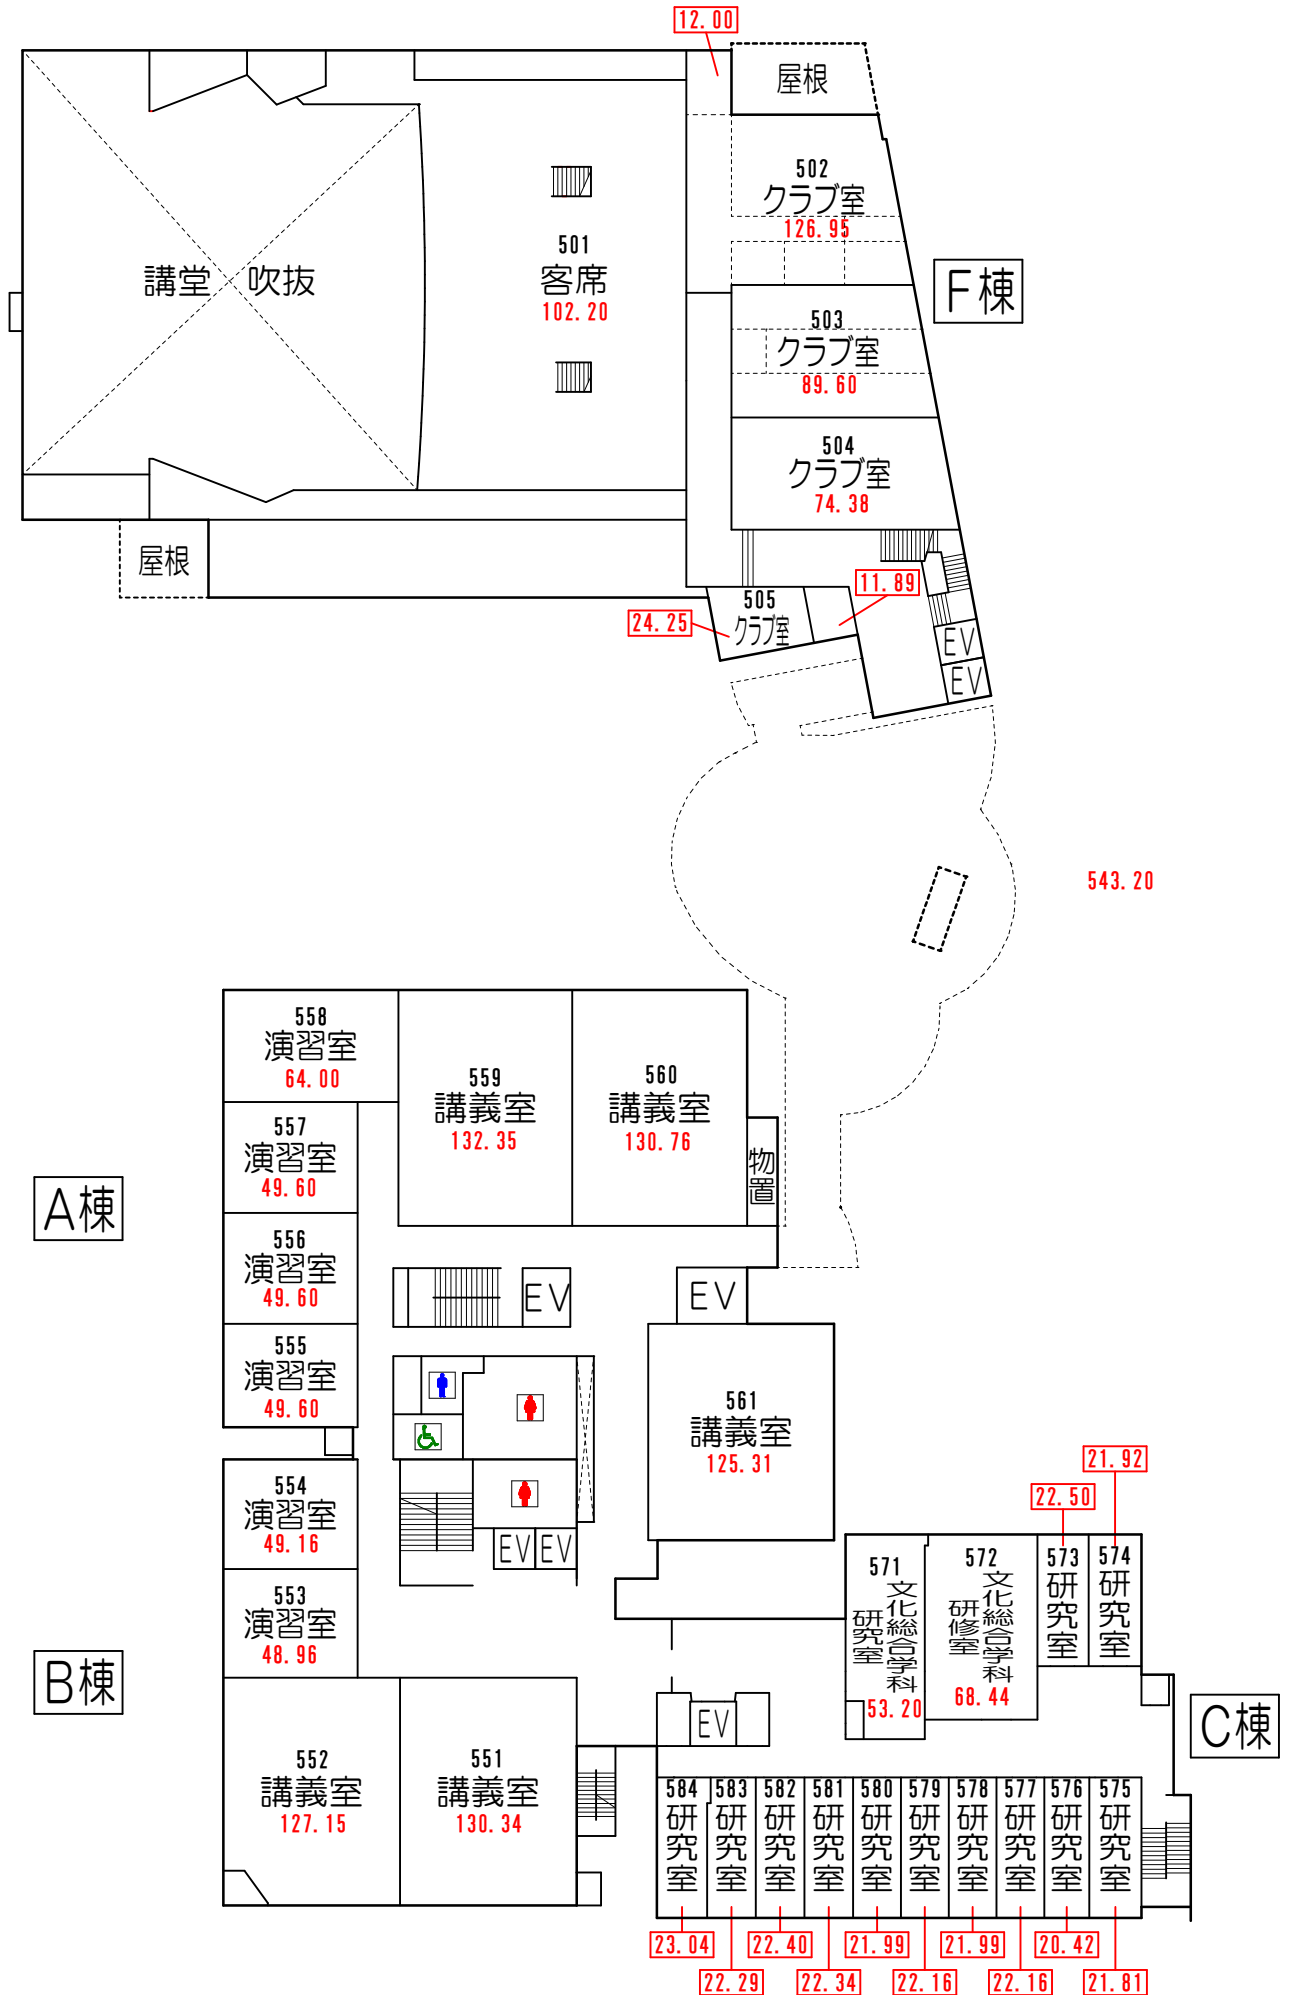 12.00
屋根
502
クラブ室
126.95
講堂 吹抜
501
客席
102.20
F棟
503
クラブ室
89.60
504
クラブ室
74.38
屋根
11.89
505
クラブ室
24.25
EV
EV
543.20
558
演習室
64.00
559
講義室
132.35
560
講義室
130.76
557
演習室
49.60
物置
A棟
556
演習室
49.60
EV
EV
555
演習室
49.60
561
講義室
125.31
554
演習室
49.16
EV
EV
21.92
22.50
571
文化総合学科
研究室
53.20
572
文化総合学科
研修室
68.44
573
研究室
574
研究室
553
演習室
48.96
B棟
EV
C棟
552
講義室
127.15
551
講義室
130.34
584
研究室
583
研究室
582
研究室
581
研究室
580
研究室
579
研究室
578
研究室
577
研究室
576
研究室
575
研究室
23.04
22.29
22.40
22.34
21.99
22.16
21.99
22.16
20.42
21.81